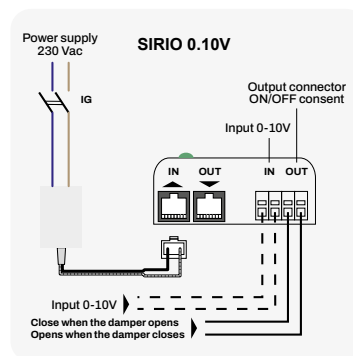 Power supply
230 Vac
SIRIO 0.10V
IG
Output connector
ON/OFF consent
Input 0-10V
IN
OUT
IN
OUT
Input 0-10V
Close when the damper opens
Opens when the damper closes